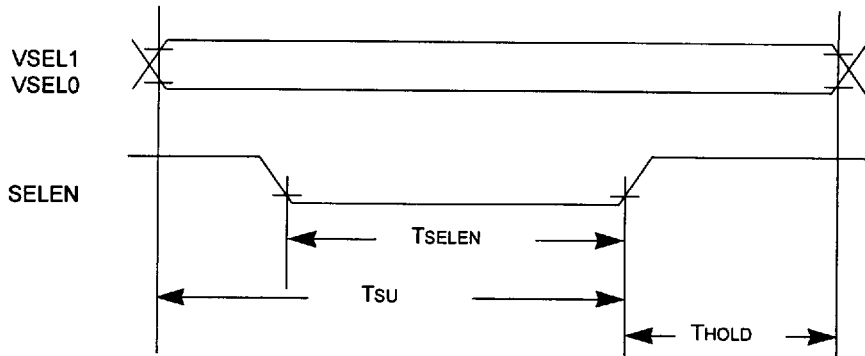 VSEL1
VSEL0
SELEN
TSELEN
TSU
THOLD